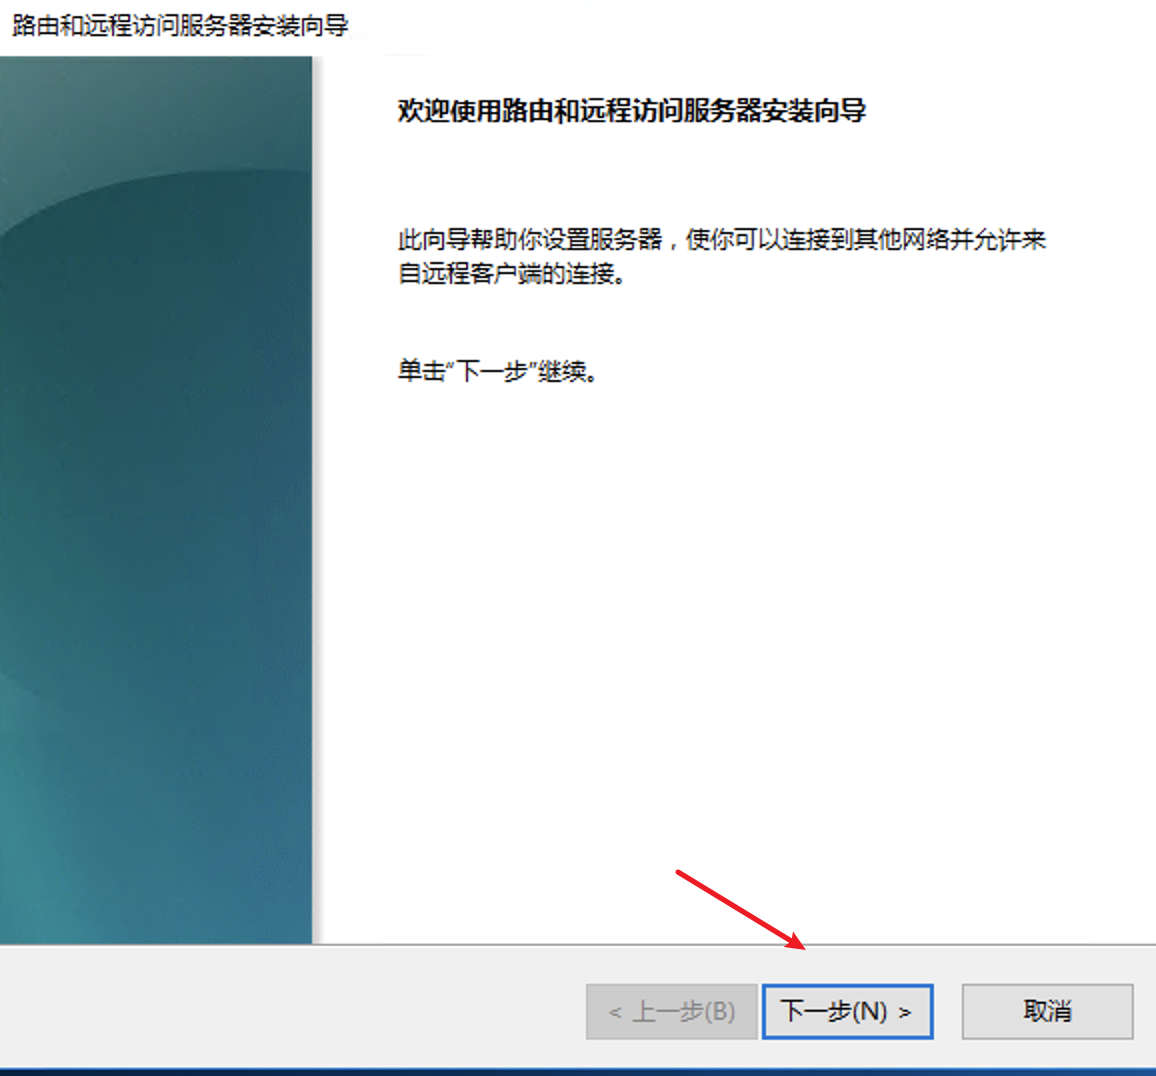 路由和远程访问服务器安装向导
欢迎使用路由和远程访问服务器安装向导
此向导帮助你设置服务器，使你可以连接到其他网络并允许来
自远程客户端的连接。
单击“下一步”继续。
< 上一步(B)
下一步(N) >
取消